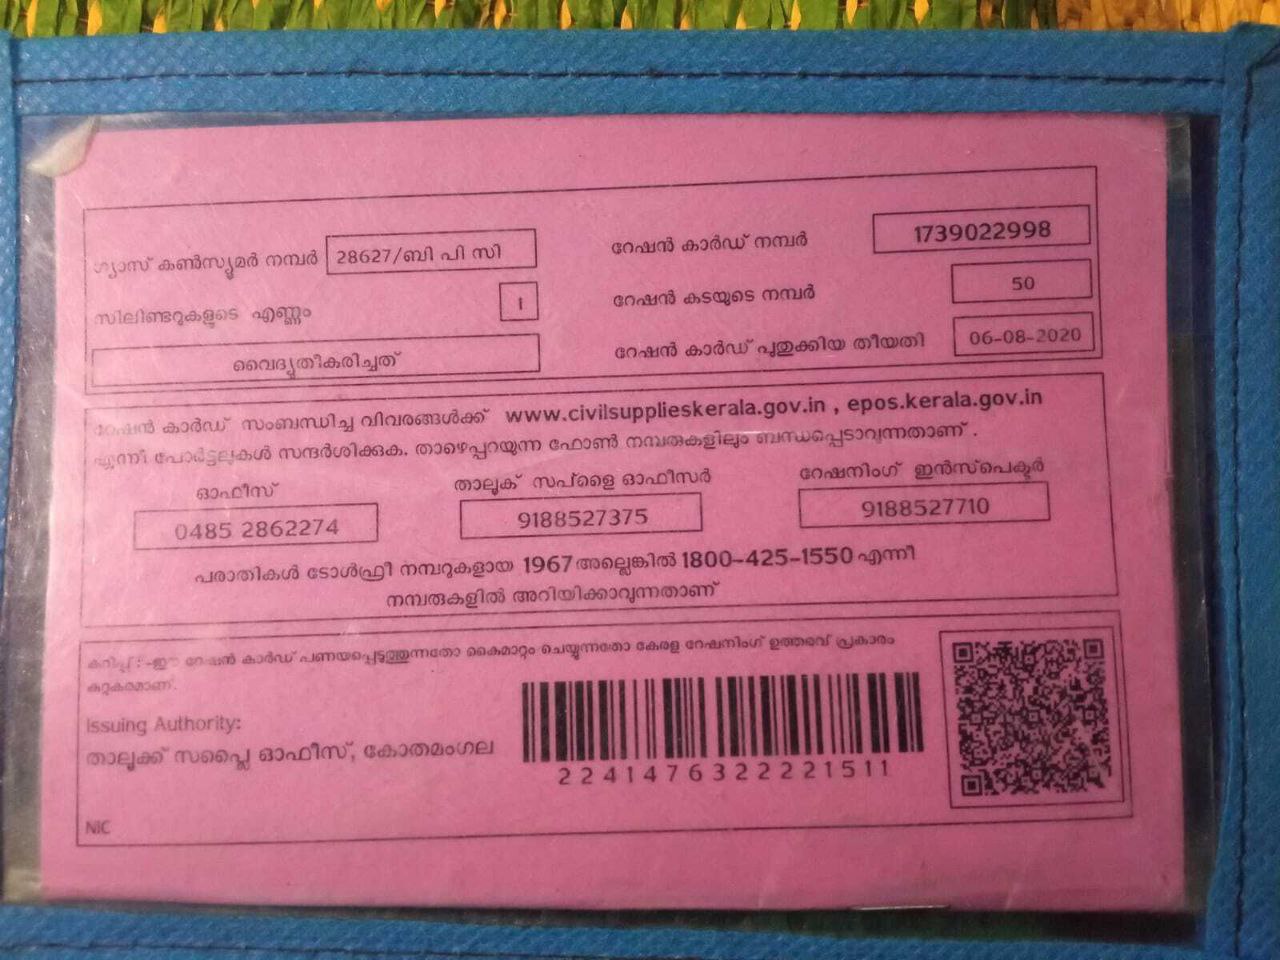 ഗ്യാസ് കൺസ്യൂമർ നമ്പർ 28627/ബി പി സി
റേഷൻ കാർഡ് നമ്പർ 1739022998
സിലിണ്ടറുകളുടെ എണ്ണം 1
റേഷൻ കടയുടെ നമ്പർ 50
വൈദ്യുതീകരിച്ചത്
റേഷൻ കാർഡ് പുതുക്കിയ തീയതി 06-08-2020
റേഷൻ കാർഡ് സംബന്ധിച്ച വിവരങ്ങൾക്ക് www.civilsupplieskerala.gov.in , epos.kerala.gov.in
എന്നീ പോർട്ടലുകൾ സന്ദർശിക്കുക. താഴെപ്പറയുന്ന ഫോൺ നമ്പരുകളിലും ബന്ധപ്പെടാവുന്നതാണ് .
ഓഫീസ് താലൂക് സപ്ളൈ ഓഫീസർ റേഷനിംഗ് ഇൻസ്പെക്ടർ
0485 2862274 9188527375 9188527710
പരാതികൾ ടോൾഫ്രീ നമ്പറുകളായ 1967 അല്ലെങ്കിൽ 1800-425-1550 എന്നീ
നമ്പരുകളിൽ അറിയിക്കാവുന്നതാണ്
കുറിപ്പ് : -ഈ റേഷൻ കാർഡ് പണയപ്പെടുത്തുന്നതോ കൈമാറ്റം ചെയ്യുന്നതോ കേരള റേഷനിംഗ് ഉത്തരവ് പ്രകാരം
കുറ്റകരമാണ്.
Issuing Authority:
താലൂക്ക് സപ്ലൈ ഓഫീസ്, കോതമംഗല
2241476322221511
NIC